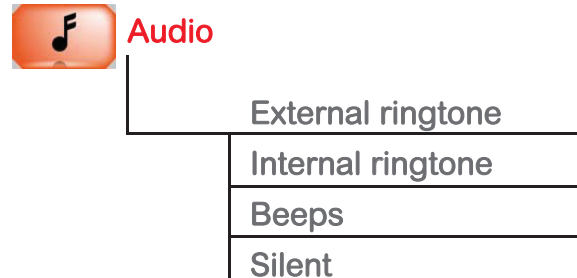 Audio
External ringtone
Internal ringtone
Beeps
Silent